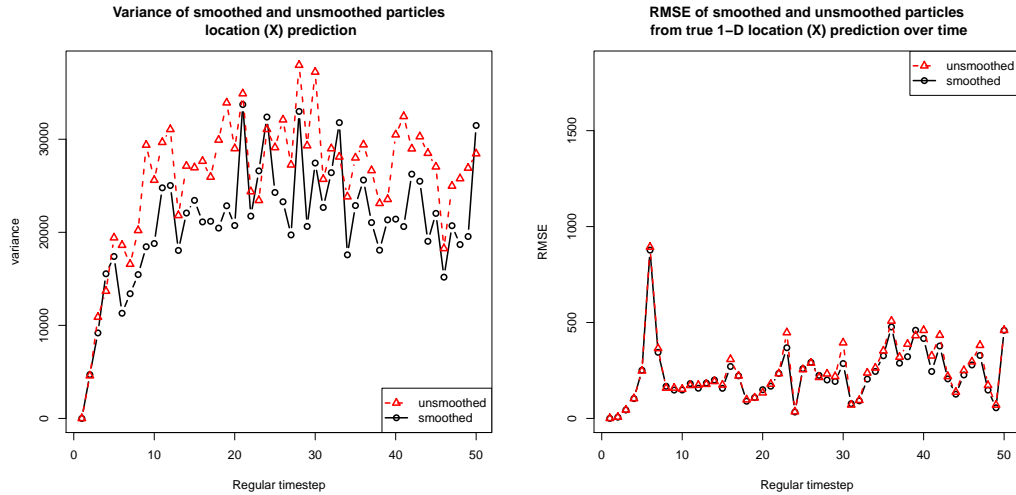 Variance of smoothed and unsmoothed particles
location (X) prediction
variance
0
10000
20000
30000
unsmoothed
smoothed
0
10
20
30
40
50
Regular timestep
RMSE of smoothed and unsmoothed particles
from true 1−D location (X) prediction over time
RMSE
0
500
1000
1500
unsmoothed
smoothed
0
10
20
30
40
50
Regular timestep